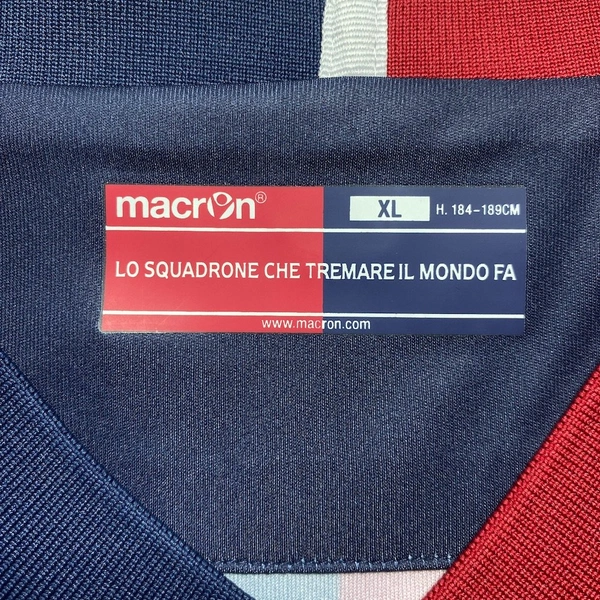 macron®
XL H. 184-189CM
LO SQUADRONE CHE TREMARE IL MONDO FA
www.macron.com